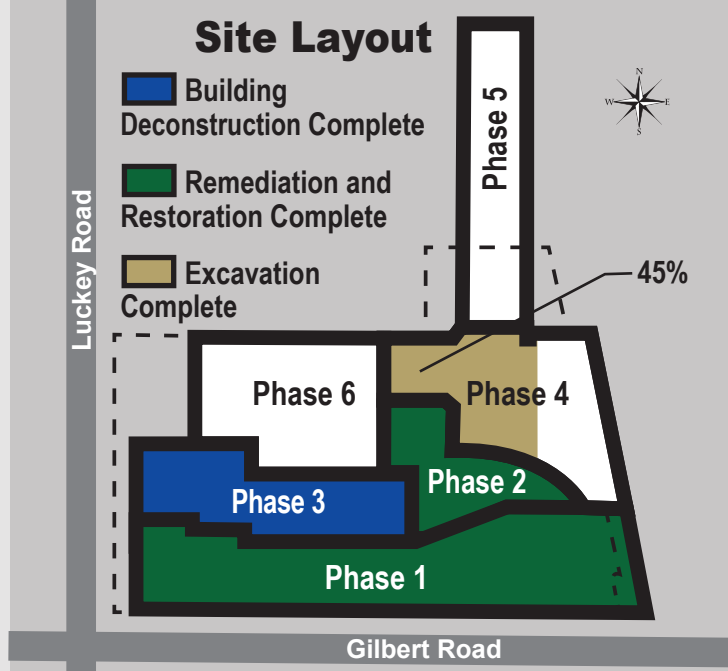 Site Layout
Building
Deconstruction Complete
Remediation and
Restoration Complete
Excavation
Complete
Phase 5
N
W
E
S
45%
Luckey Road
Phase 6
Phase 4
Phase 3
Phase 2
Phase 1
Gilbert Road